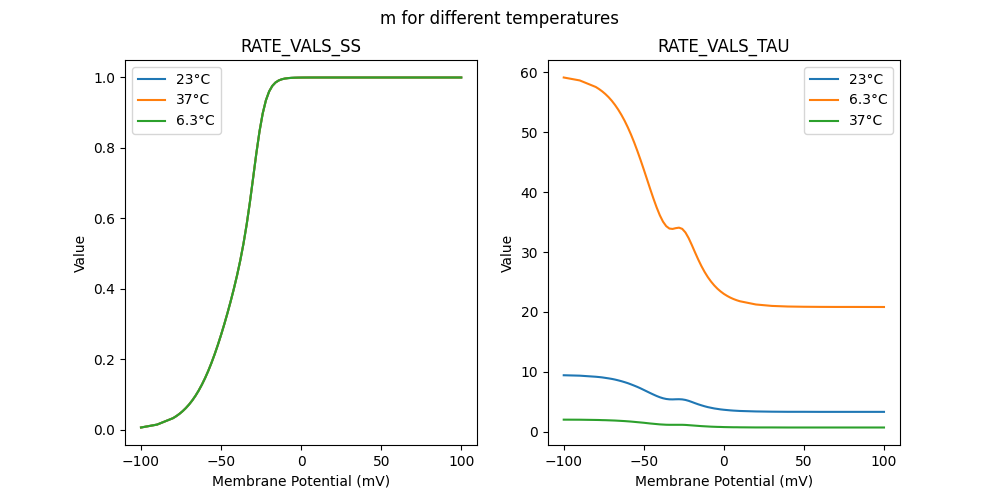 m for different temperatures
RATE_VALS_SS
23°C
37°C
6.3°C
1.0
0.8
0.6
0.4
0.2
0.0
Value
−100
−50
0
50
100
Membrane Potential (mV)
RATE_VALS_TAU
23°C
6.3°C
37°C
60
50
40
30
20
10
0
Value
−100
−50
0
50
100
Membrane Potential (mV)